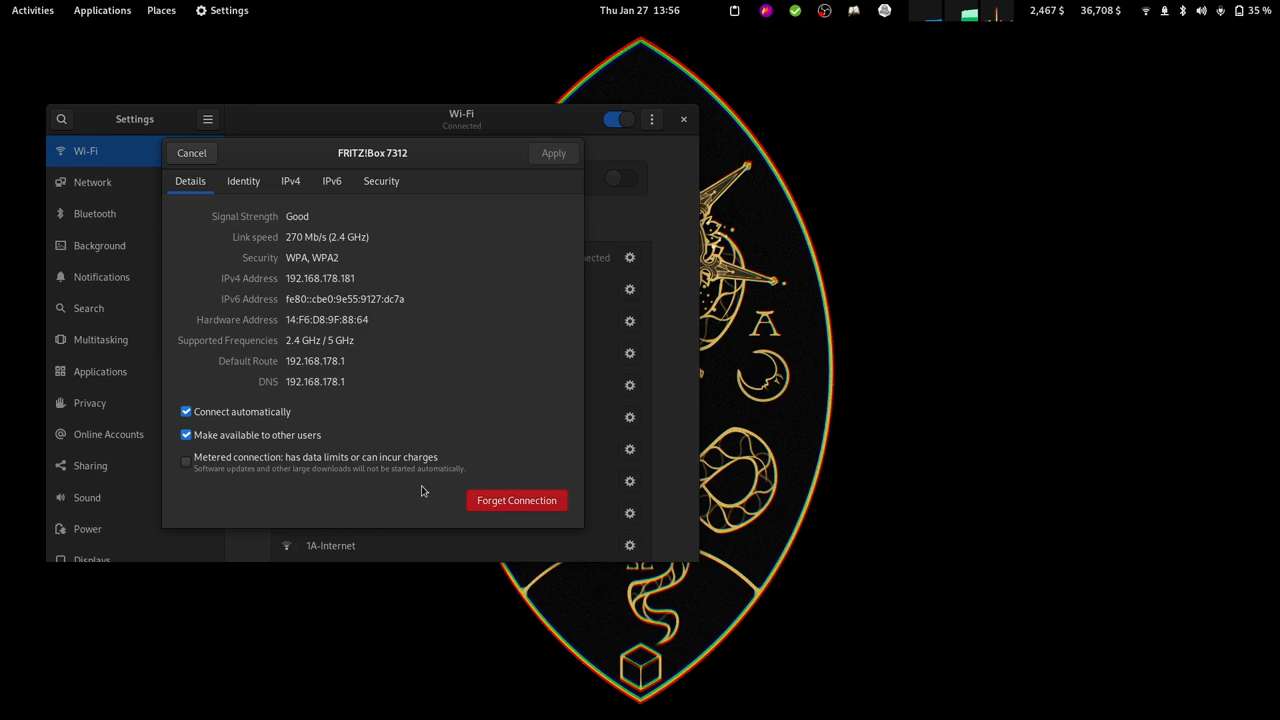 Activities Applications Places Settings Thu Jan 27 13:56 2,467 $ 36,708 $ 35 %
Settings
Wi-Fi
Connected
Wi-Fi
Network
Bluetooth
Background
Notifications
Search
Multitasking
Applications
Privacy
Online Accounts
Sharing
Sound
Power
Displays
Cancel FRITZ!Box 7312 Apply
Details Identity IPv4 IPv6 Security
Signal Strength Good
Link speed 270 Mb/s (2.4 GHz)
Security WPA, WPA2
IPv4 Address 192.168.178.181
IPv6 Address fe80::cbe0:9e55:9127:dc7a
Hardware Address 14:F6:D8:9F:88:64
Supported Frequencies 2.4 GHz / 5 GHz
Default Route 192.168.178.1
DNS 192.168.178.1
Connect automatically
Make available to other users
Metered connection: has data limits or can incur charges
Software updates and other large downloads will not be started automatically.
Forget Connection
1A-Internet
A